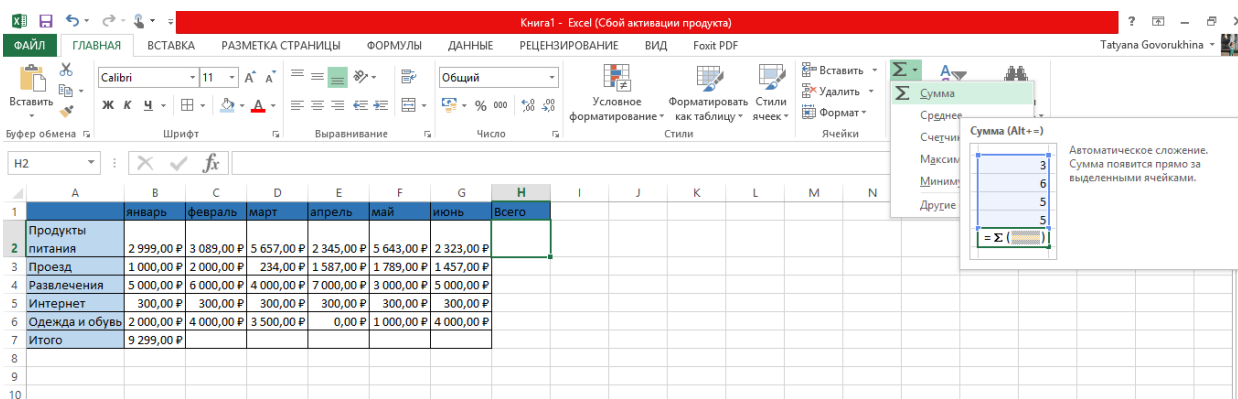 Книга1 - Excel (Сбой активации продукта)
ФАЙЛ ГЛАВНАЯ ВСТАВКА РАЗМЕТКА СТРАНИЦЫ ФОРМУЛЫ ДАННЫЕ РЕЦЕНЗИРОВАНИЕ ВИД Foxit PDF Tatyana Govorukhina
Вставить
Calibri 11
Ж К Ч
Буфер обмена Шрифт
Выравнивание
Общий
% 000
Число
Условное форматирование
Форматировать как таблицу
Стили ячеек
Стили
Вставить
Удалить
Формат
Ячейки
Σ
Σ Сумма
Среднее
Другие
Сумма (Alt+=)
3
6
5
5
= Σ ( )
Автоматическое сложение.
Сумма появится прямо за
выделенными ячейками.
H2 fx
A B C D E F G H I J K L M N
1 январь февраль март апрель май июнь Всего
2 Продукты питания 2 999,00 ₽ 3 089,00 ₽ 5 657,00 ₽ 2 345,00 ₽ 5 643,00 ₽ 2 323,00 ₽
3 Проезд 1 000,00 ₽ 2 000,00 ₽ 234,00 ₽ 1 587,00 ₽ 1 789,00 ₽ 1 457,00 ₽
4 Развлечения 5 000,00 ₽ 6 000,00 ₽ 4 000,00 ₽ 7 000,00 ₽ 3 000,00 ₽ 5 000,00 ₽
5 Интернет 300,00 ₽ 300,00 ₽ 300,00 ₽ 300,00 ₽ 300,00 ₽ 300,00 ₽
6 Одежда и обувь 2 000,00 ₽ 4 000,00 ₽ 3 500,00 ₽ 0,00 ₽ 1 000,00 ₽ 4 000,00 ₽
7 Итого 9 299,00 ₽
8
9
10